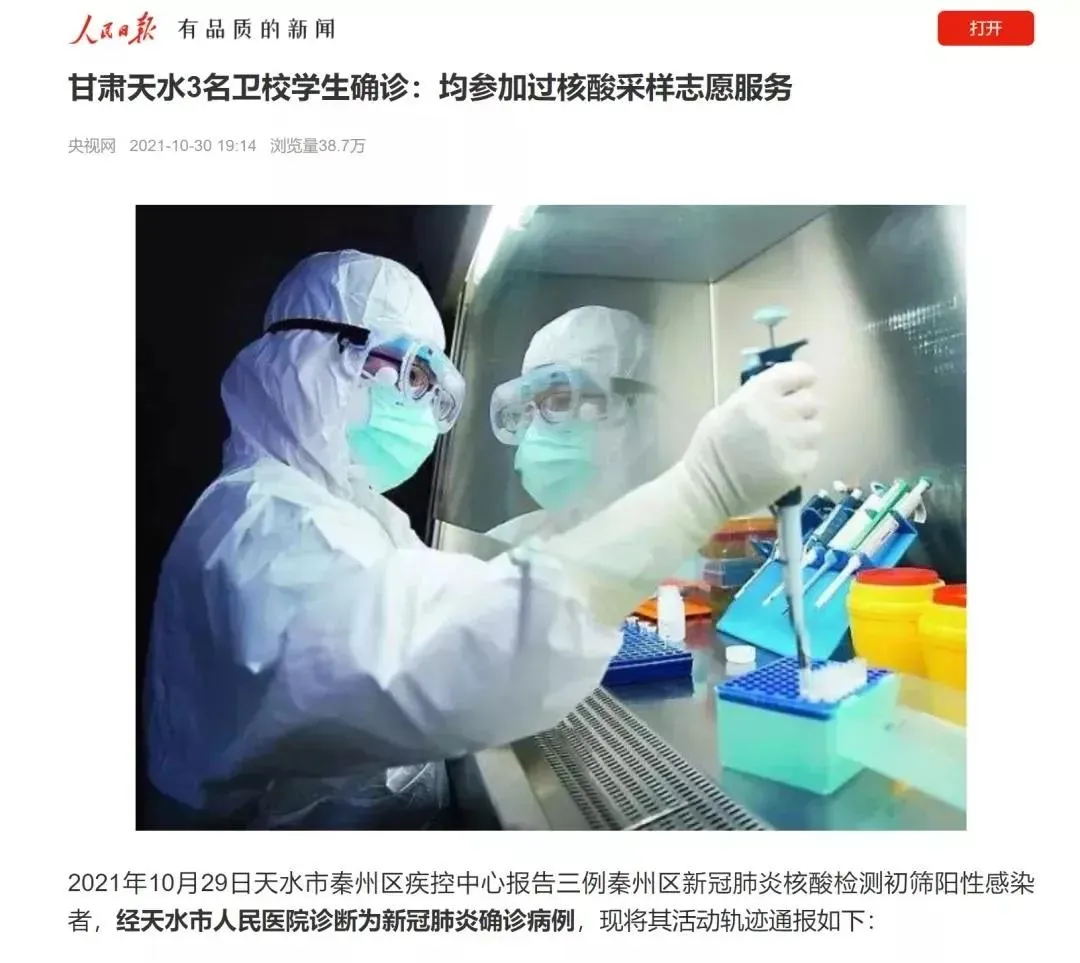 人民日报 有品质的新闻
打开
甘肃天水3名卫校学生确诊：均参加过核酸采样志愿服务
央视网 2021-10-30 19:14 浏览量38.7万
2021年10月29日天水市秦州区疾控中心报告三例秦州区新冠肺炎核酸检测初筛阳性感染
者，经天水市人民医院诊断为新冠肺炎确诊病例，现将其活动轨迹通报如下：